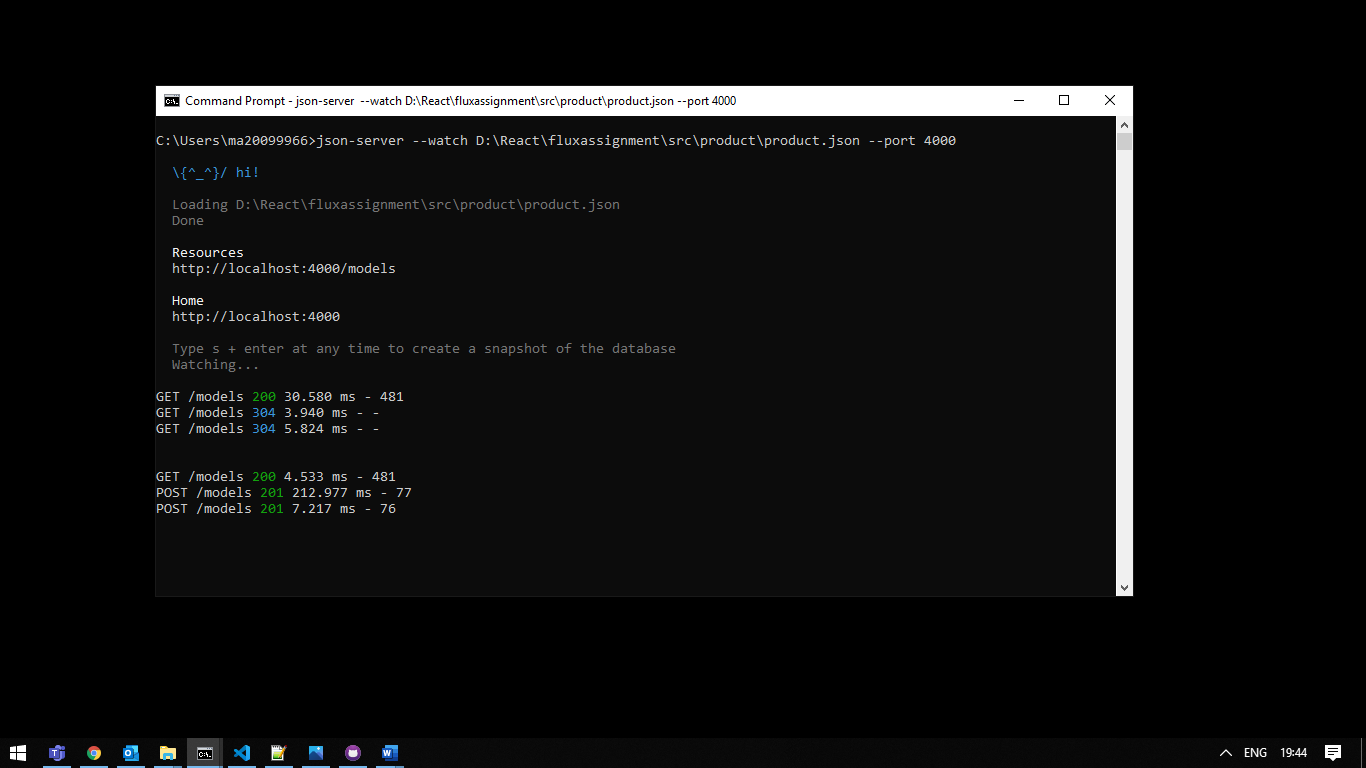 Command Prompt - json-server  --watch D:\React\fluxassignment\src\product\product.json --port 4000
C:\Users\ma20099966>json-server --watch D:\React\fluxassignment\src\product\product.json --port 4000
\{^_^}/ hi!
Loading D:\React\fluxassignment\src\product\product.json
Done
Resources
http://localhost:4000/models
Home
http://localhost:4000
Type s + enter at any time to create a snapshot of the database
Watching...
GET /models 200 30.580 ms - 481
GET /models 304 3.940 ms - -
GET /models 304 5.824 ms - -
GET /models 200 4.533 ms - 481
POST /models 201 212.977 ms - 77
POST /models 201 7.217 ms - 76
ENG 19:44